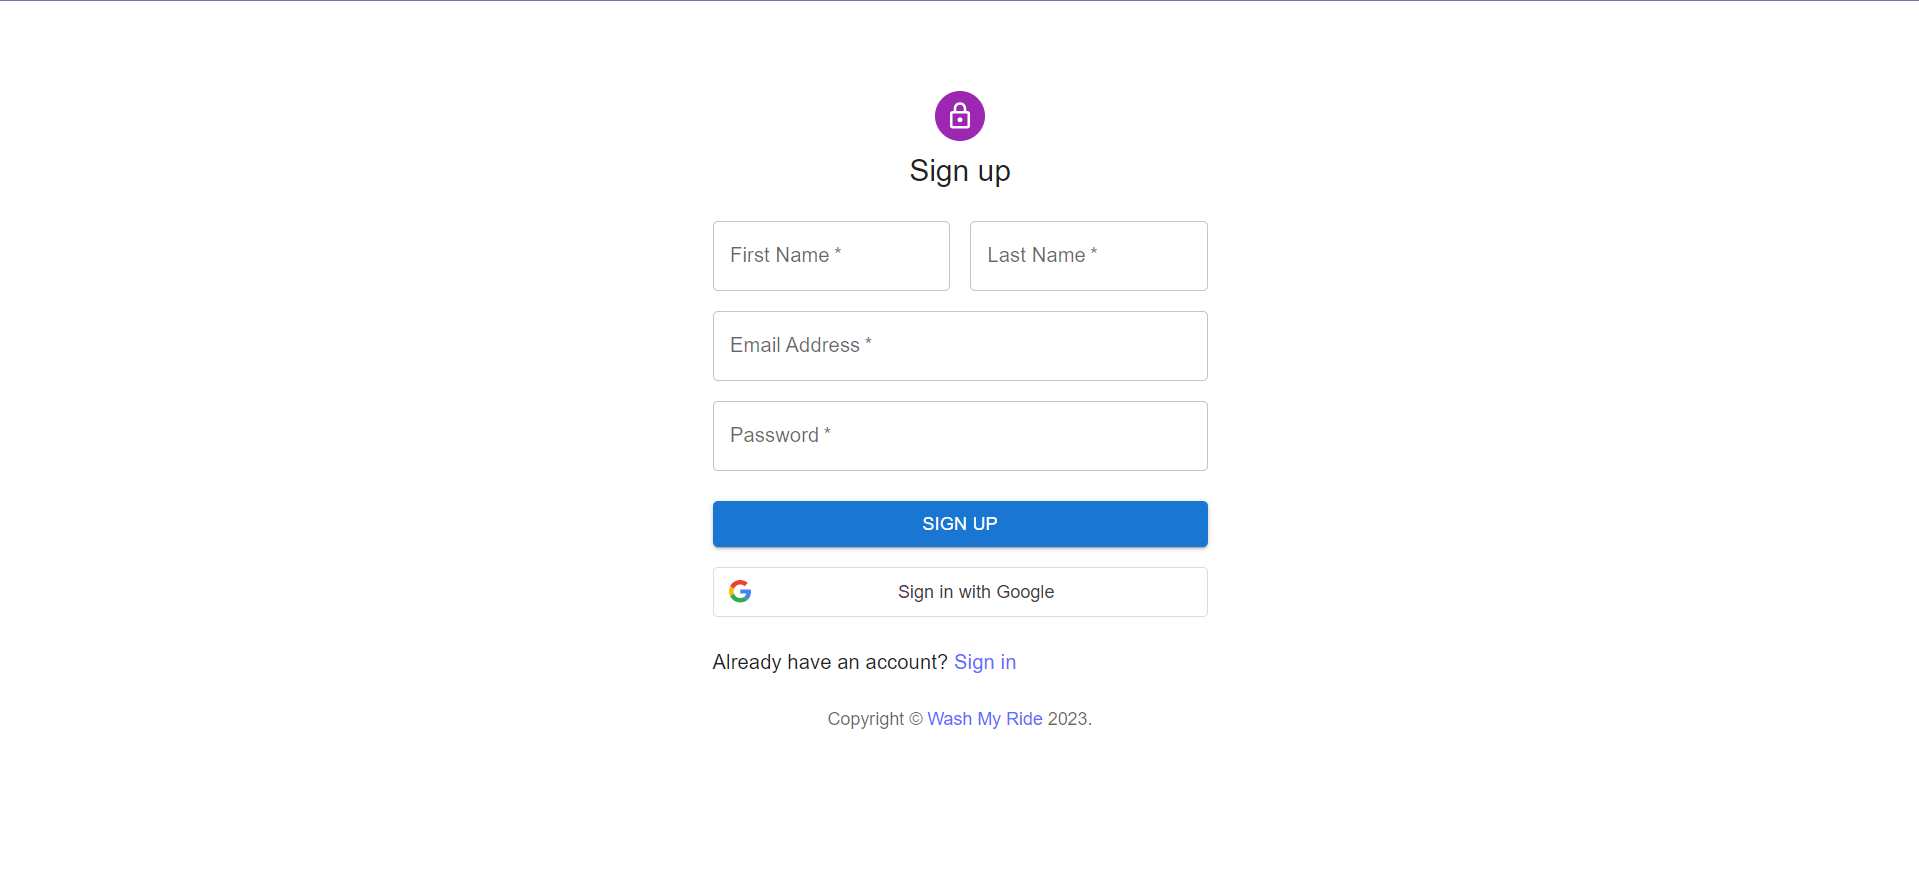 Sign up
First Name *
Last Name *
Email Address *
Password *
SIGN UP
Sign in with Google
Already have an account? Sign in
Copyright © Wash My Ride 2023.